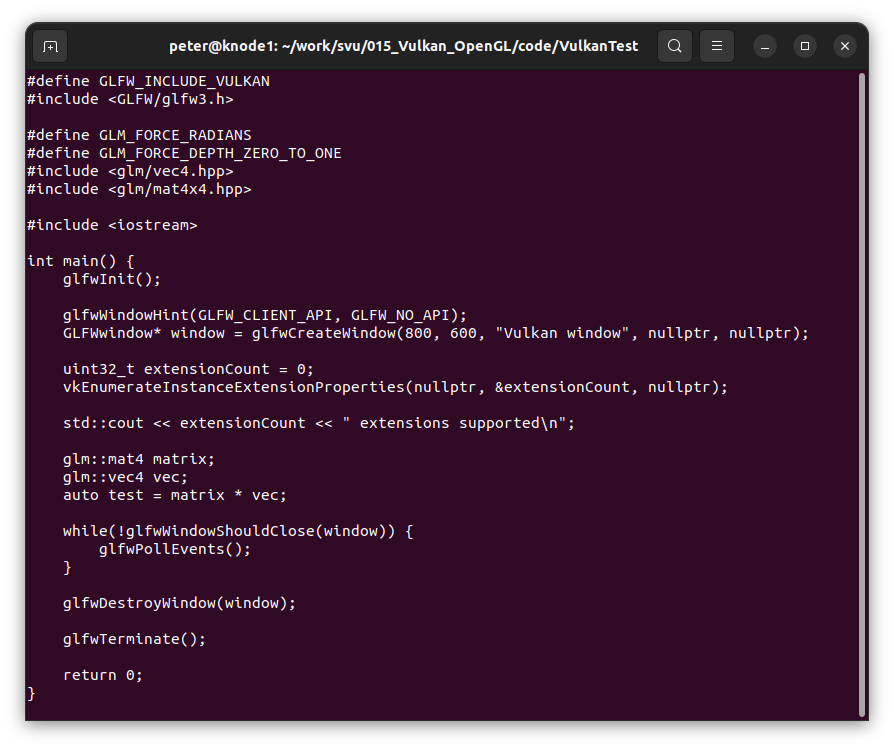 peter@knode1: ~/work/svu/015_Vulkan_OpenGL/code/VulkanTest
#define GLFW_INCLUDE_VULKAN
#include <GLFW/glfw3.h>

#define GLM_FORCE_RADIANS
#define GLM_FORCE_DEPTH_ZERO_TO_ONE
#include <glm/vec4.hpp>
#include <glm/mat4x4.hpp>

#include <iostream>

int main() {
    glfwInit();

    glfwWindowHint(GLFW_CLIENT_API, GLFW_NO_API);
    GLFWwindow* window = glfwCreateWindow(800, 600, "Vulkan window", nullptr, nullptr);

    uint32_t extensionCount = 0;
    vkEnumerateInstanceExtensionProperties(nullptr, &extensionCount, nullptr);

    std::cout << extensionCount << " extensions supported\n";

    glm::mat4 matrix;
    glm::vec4 vec;
    auto test = matrix * vec;

    while(!glfwWindowShouldClose(window)) {
        glfwPollEvents();
    }

    glfwDestroyWindow(window);

    glfwTerminate();

    return 0;
}